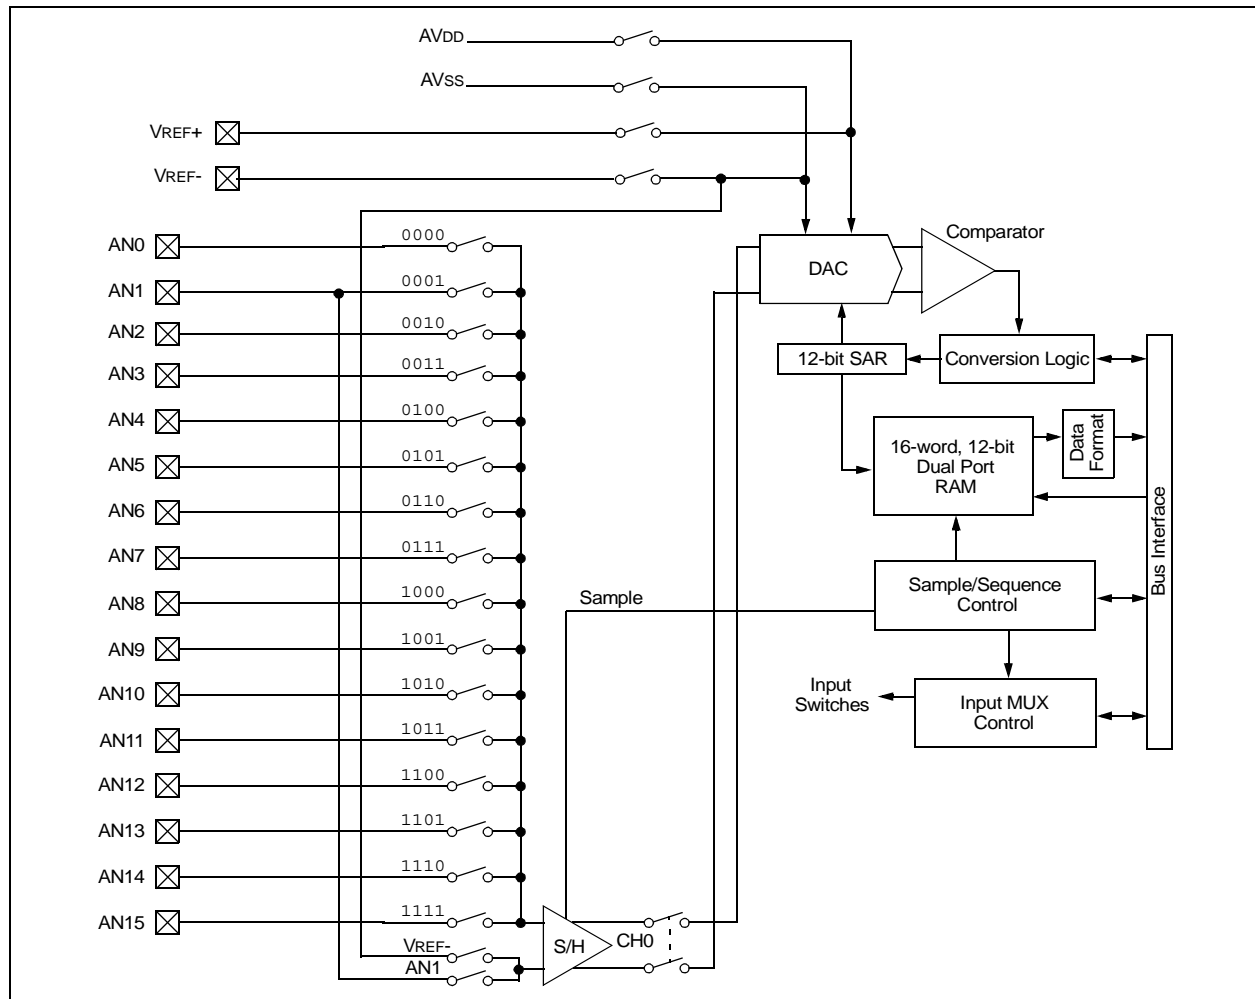 AVDD
AVSS
VREF+
VREF-
AN0
0000
AN1
0001
AN2
0010
AN3
0011
AN4
0100
AN5
0101
AN6
0110
AN7
0111
AN8
1000
AN9
1001
AN10
1010
AN11
1011
AN12
1100
AN13
1101
AN14
1110
AN15
1111
VREF-
AN1
S/H
CH0
DAC
Comparator
12-bit SAR
Conversion Logic
16-word, 12-bit
Dual Port
RAM
Data
Format
Bus Interface
Sample
Sample/Sequence
Control
Input
Switches
Input MUX
Control